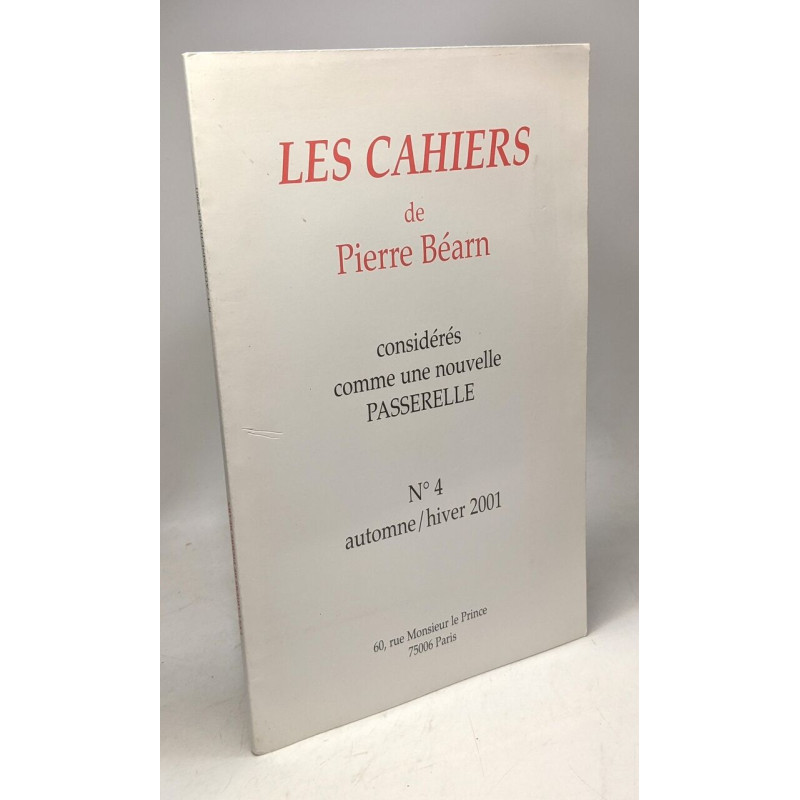 LES CAHIERS
de
Pierre Béarn
considérés
comme une nouvelle
PASSERELLE
N° 4
automne/hiver 2001
60, rue Monsieur le Prince
75006 Paris